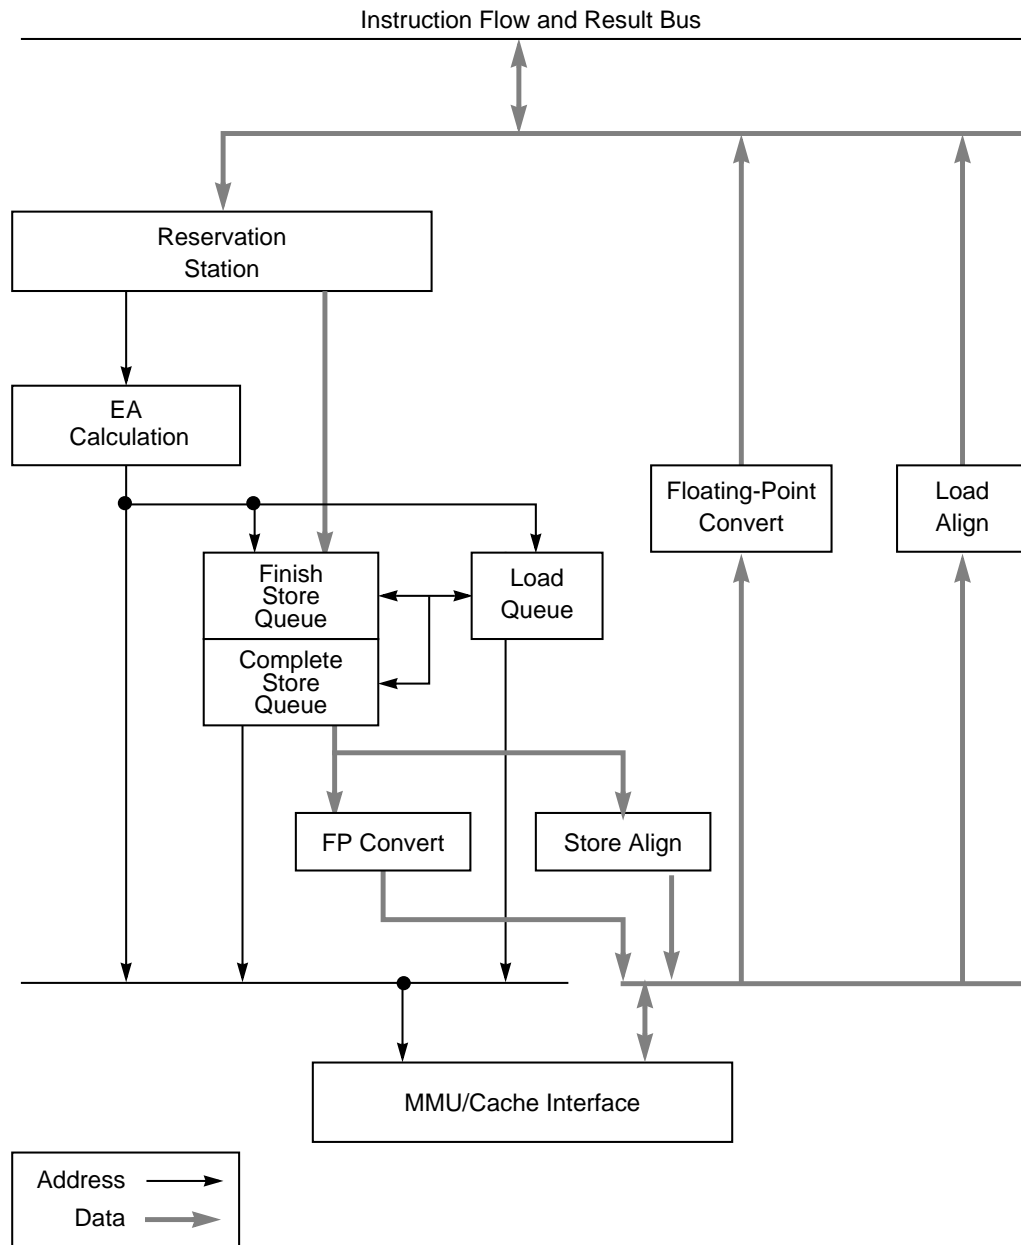 Instruction Flow and Result Bus
Reservation
Station
EA
Calculation
Floating-Point
Convert
Load
Align
Finish
Store
Queue
Load
Queue
Complete
Store
Queue
FP Convert
Store Align
MMU/Cache Interface
Address
Data